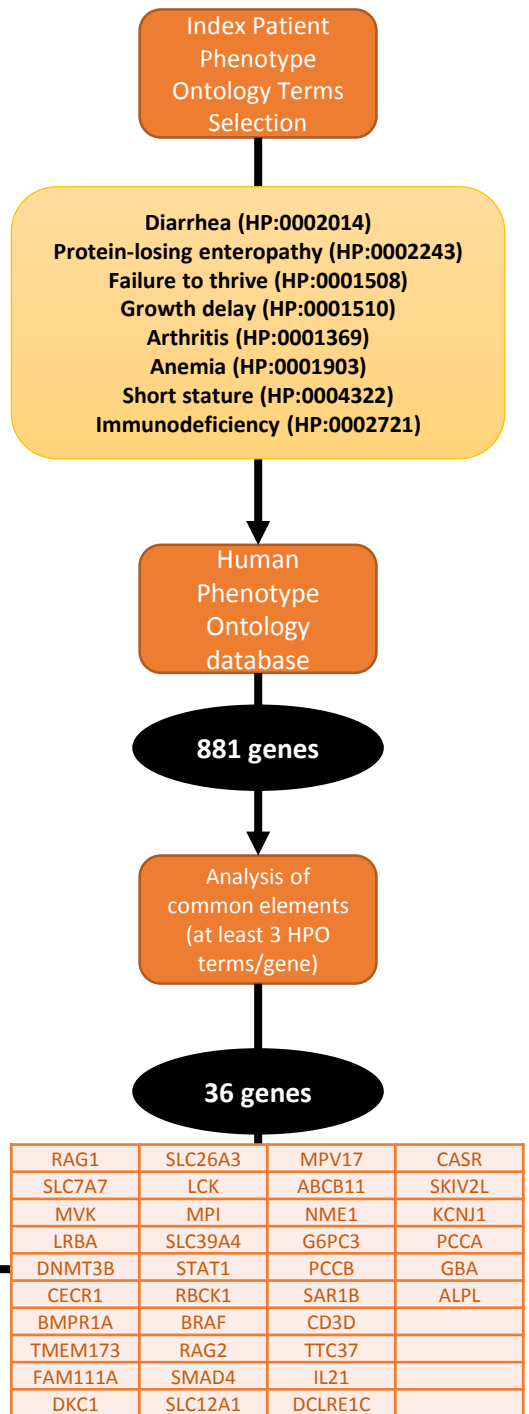 Index Patient
Phenotype
Ontology Terms
Selection
Diarrhea (HP:0002014)
Protein-losing enteropathy (HP:0002243)
Failure to thrive (HP:0001508)
Growth delay (HP:0001510)
Arthritis (HP:0001369)
Anemia (HP:0001903)
Short stature (HP:0004322)
Immunodeficiency (HP:0002721)
Human
Phenotype
Ontology
database
881 genes
Analysis of
common elements
(at least 3 HPO
terms/gene)
36 genes
RAG1 SLC26A3 MPV17 CASR
SLC7A7 LCK ABCB11 SKIV2L
MVK MPI NME1 KCNJ1
LRBA SLC39A4 G6PC3 PCCA
DNMT3B STAT1 PCCB GBA
CECR1 RBCK1 SAR1B ALPL
BMPR1A BRAF CD3D
TMEM173 RAG2 TTC37
FAM111A SMAD4 IL21
DKC1 SLC12A1 DCLRE1C